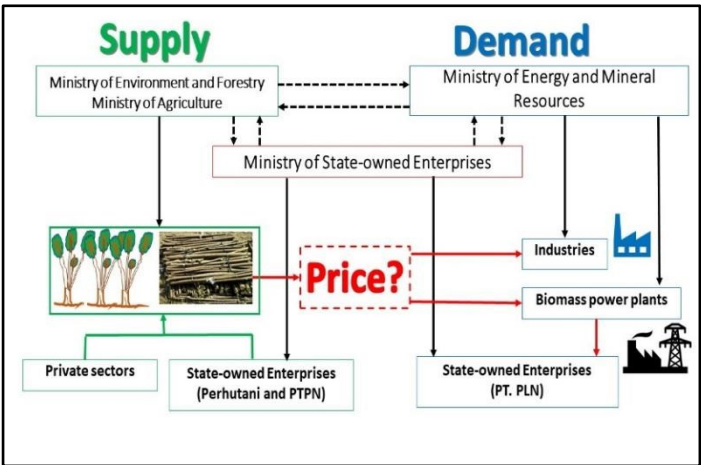 Supply
Demand
Ministry of Environment and Forestry
Ministry of Agriculture
Ministry of Energy and Mineral
Resources
Ministry of State-owned Enterprises
Price?
Industries
Biomass power plants
Private sectors
State-owned Enterprises
(Perhutani and PTPN)
State-owned Enterprises
(PT. PLN)